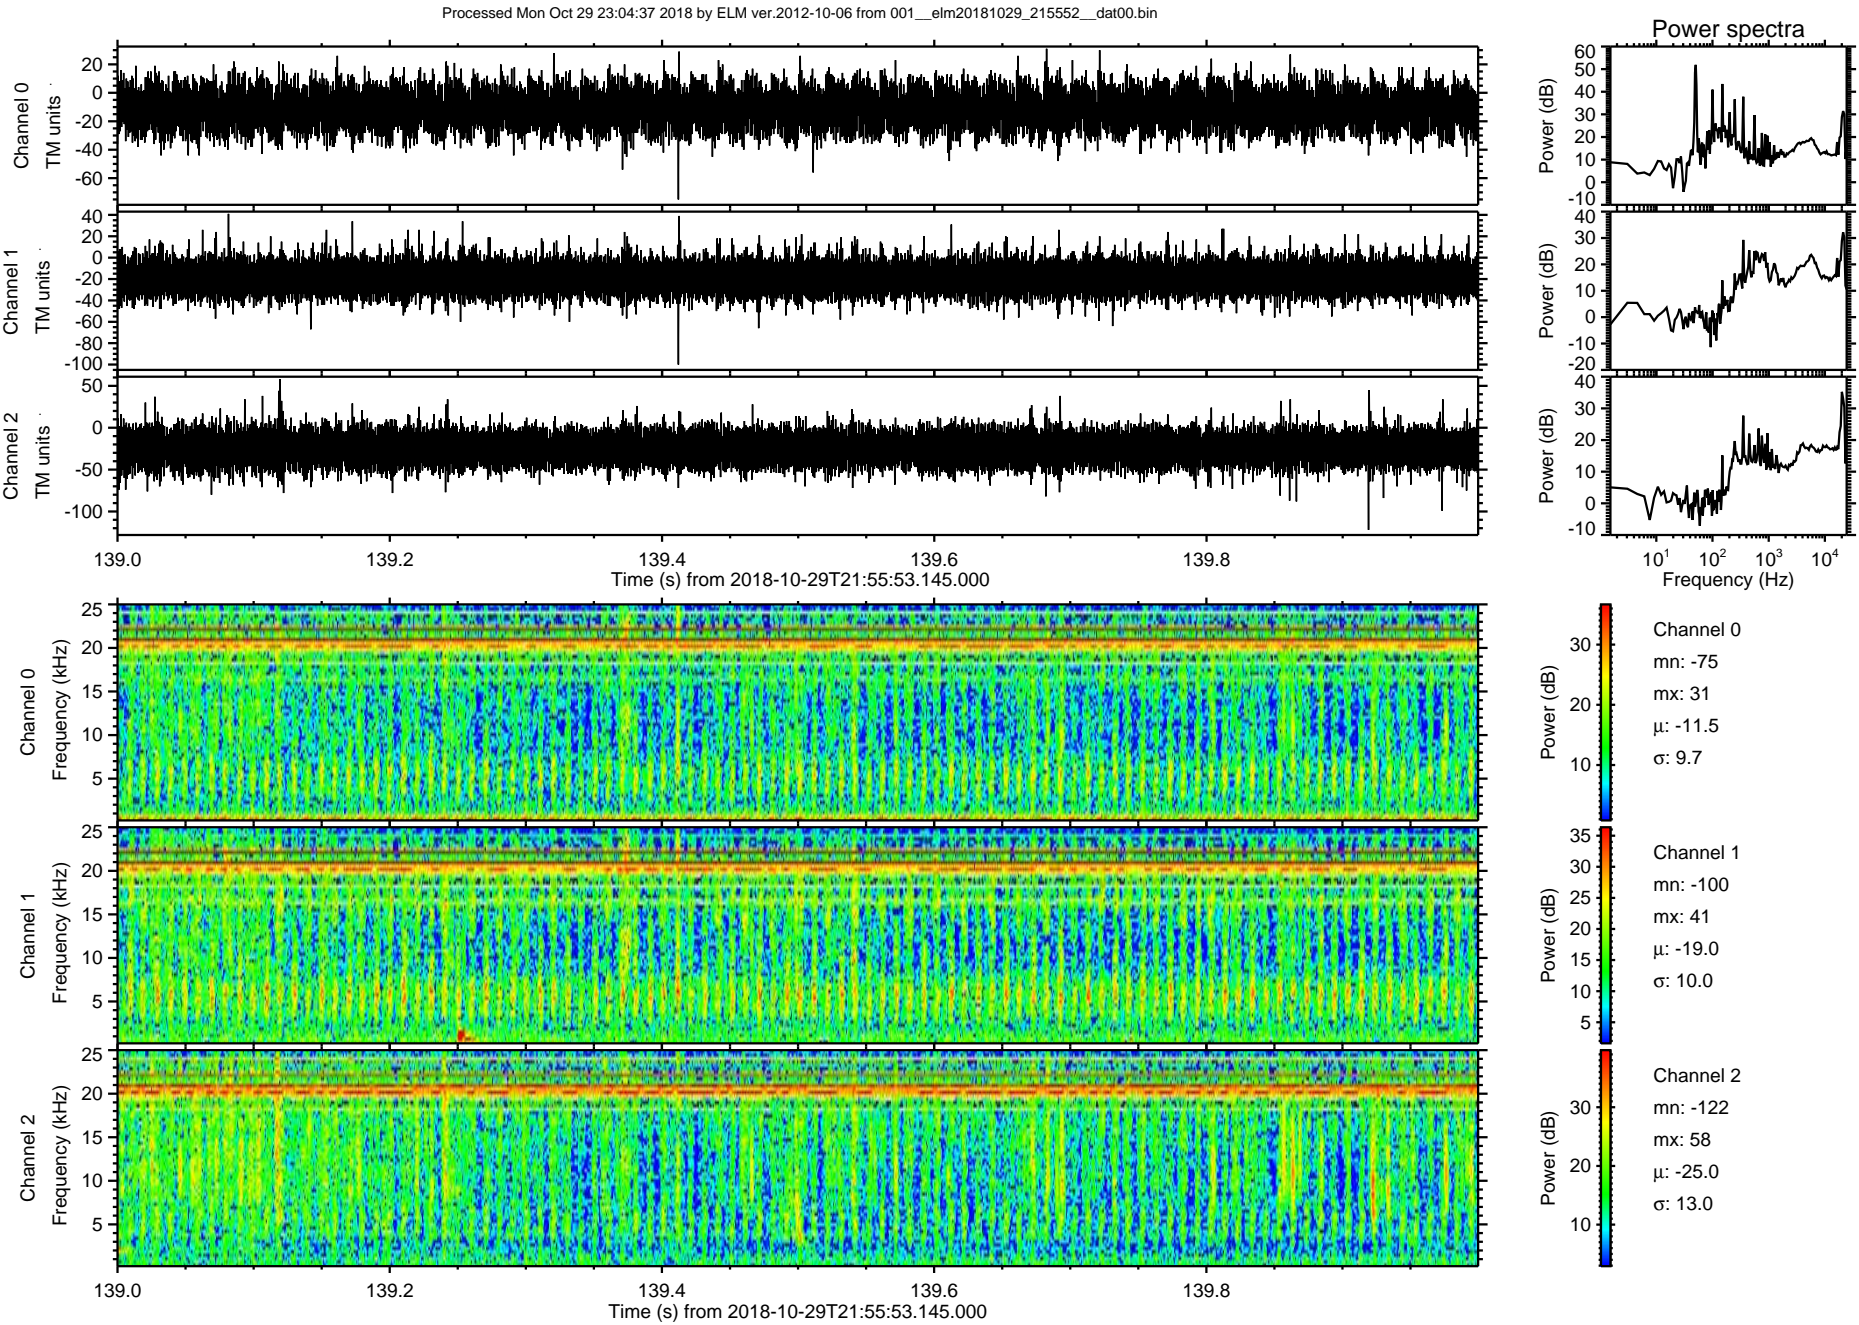 Processed Mon Oct 29 23:04:37 2018 by ELM ver.2012-10-06 from 001__elm20181029_215552__dat00.bin
Power spectra
Channel 0
TM units
20
0
-20
-40
-60
Power (dB)
60
50
40
30
20
10
0
-10
Channel 1
TM units
40
20
0
-20
-40
-60
-80
-100
Power (dB)
40
30
20
10
0
-10
-20
Channel 2
TM units
50
0
-50
-100
Power (dB)
40
30
20
10
0
-10
139.0 139.2 139.4 139.6 139.8
Time (s) from 2018-10-29T21:55:53.145.000
10^1 10^2 10^3 10^4
Frequency (Hz)
Channel 0
Frequency (kHz)
25
20
15
10
5
Power (dB)
30
20
10
Channel 0
mn: -75
mx: 31
μ: -11.5
σ: 9.7
Channel 1
Frequency (kHz)
25
20
15
10
5
Power (dB)
35
30
25
20
15
10
5
Channel 1
mn: -100
mx: 41
μ: -19.0
σ: 10.0
Channel 2
Frequency (kHz)
25
20
15
10
5
Power (dB)
30
20
10
Channel 2
mn: -122
mx: 58
μ: -25.0
σ: 13.0
139.0 139.2 139.4 139.6 139.8
Time (s) from 2018-10-29T21:55:53.145.000